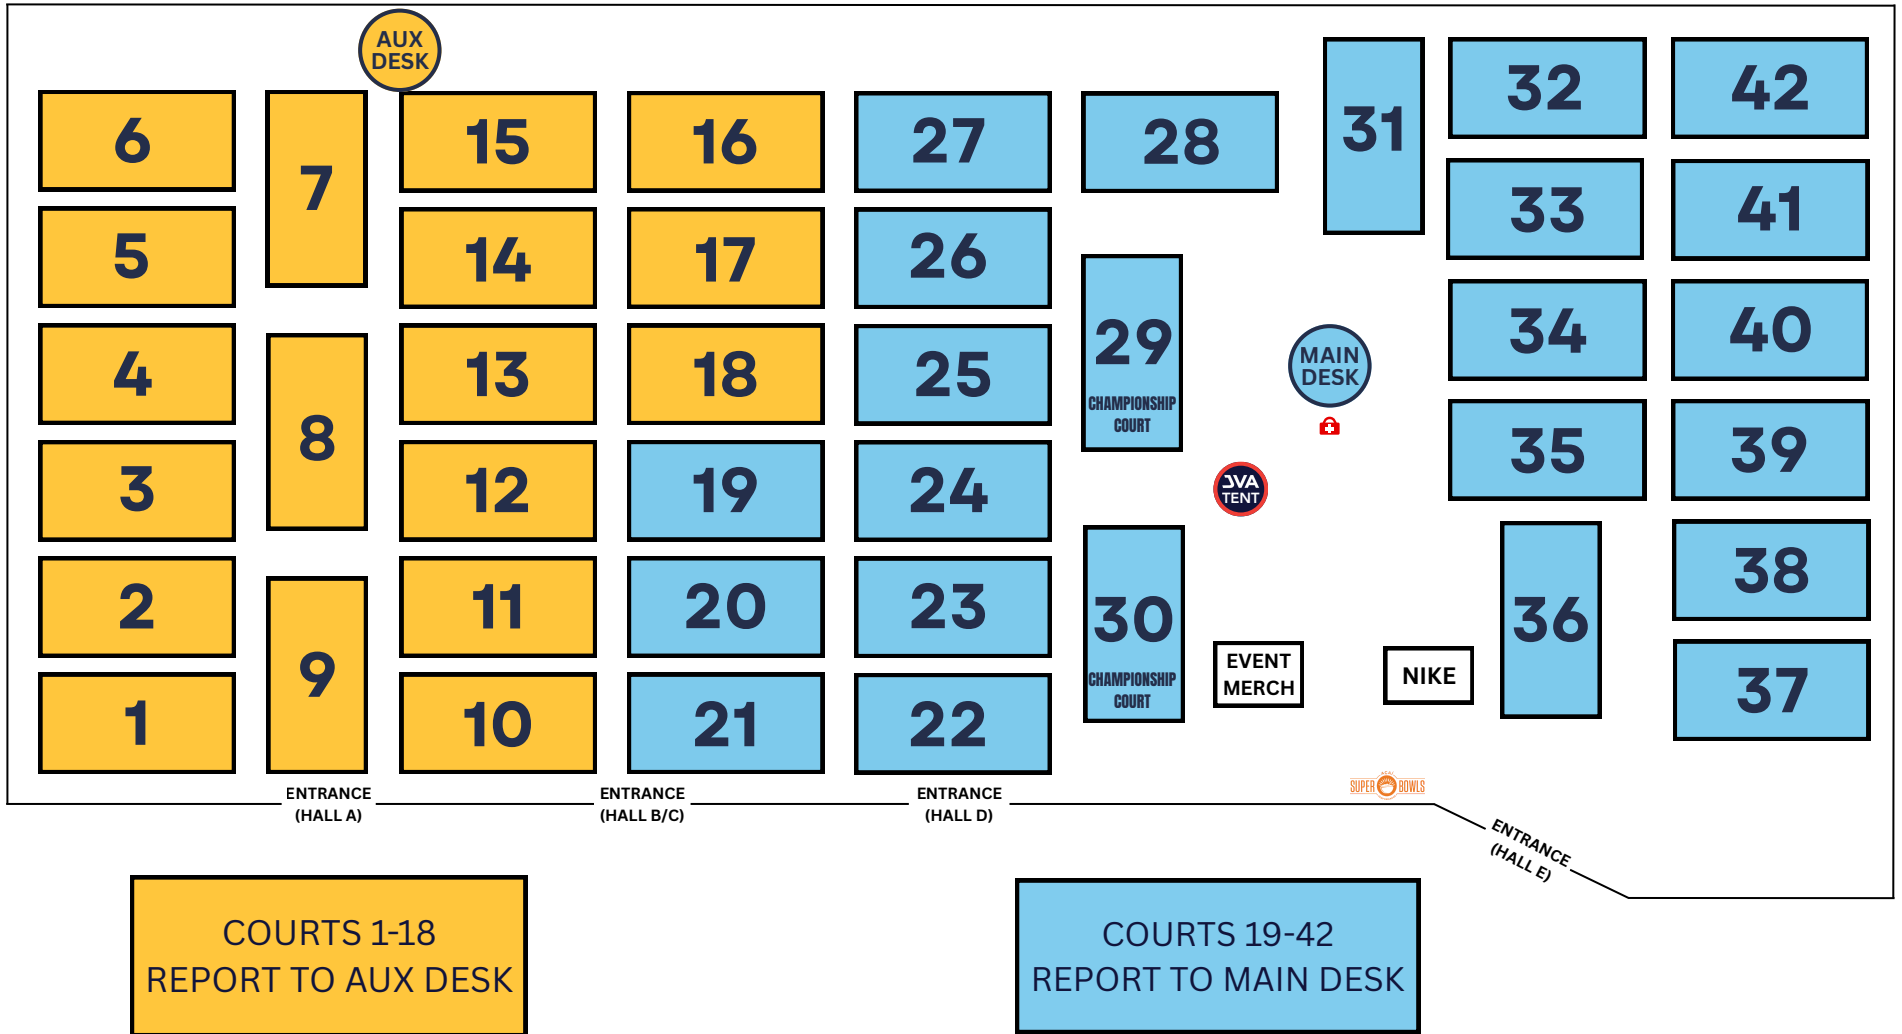 AUX
DESK
6
7
15
16
27
28
31
32
42
5
14
17
26
33
41
4
8
13
18
25
29
CHAMPIONSHIP
COURT
MAIN
DESK
34
40
3
12
19
24
JVA
TENT
35
39
2
9
11
20
23
30
CHAMPIONSHIP
COURT
EVENT
MERCH
NIKE
36
38
1
10
21
22
37
ENTRANCE
(HALL A)
ENTRANCE
(HALL B/C)
ENTRANCE
(HALL D)
SUPER BOWLS
ENTRANCE
(HALL E)
COURTS 1-18
REPORT TO AUX DESK
COURTS 19-42
REPORT TO MAIN DESK